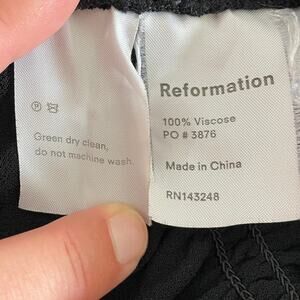 Green dry clean,
do not machine wash.
Reformation
100% Viscose
PO # 3876
Made in China
RN143248